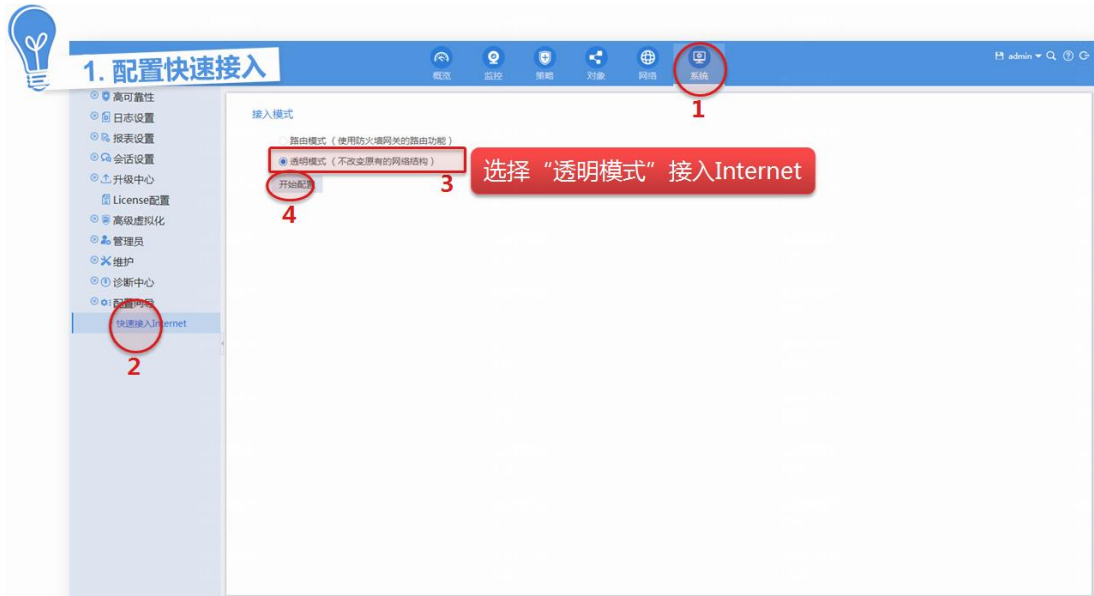 1. 配置快速接入
概览
监控
策略
对象
网络
系统
admin
1
高可靠性
日志设置
报表设置
会话设置
升级中心
License配置
高级虚拟化
管理员
维护
诊断中心
配置向导
快速接入Internet
2
接入模式
路由模式（使用防火墙网关的路由功能）
透明模式（不改变原有的网络结构）
3
选择“透明模式”接入Internet
开始配置
4